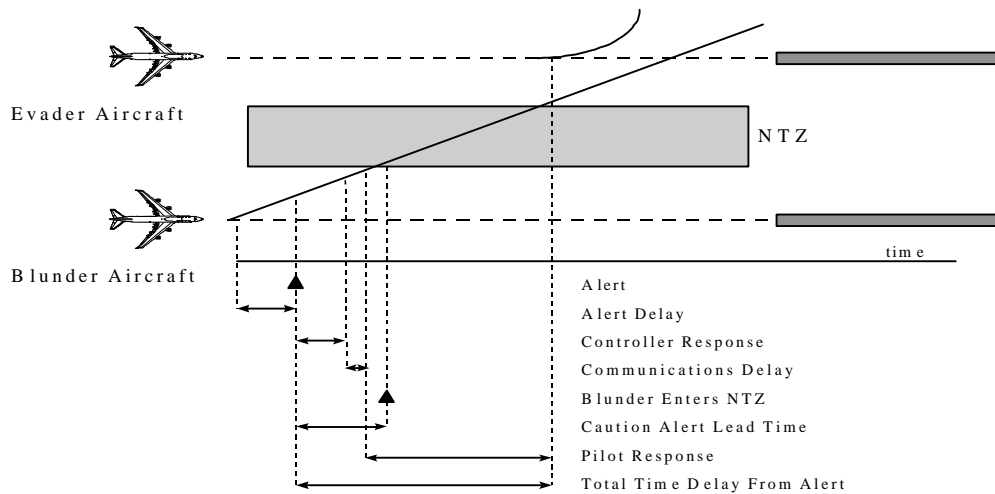 Evader Aircraft
NTZ
Blunder Aircraft
time
Alert
Alert Delay
Controller Response
Communications Delay
Blunder Enters NTZ
Caution Alert Lead Time
Pilot Response
Total Time Delay From Alert